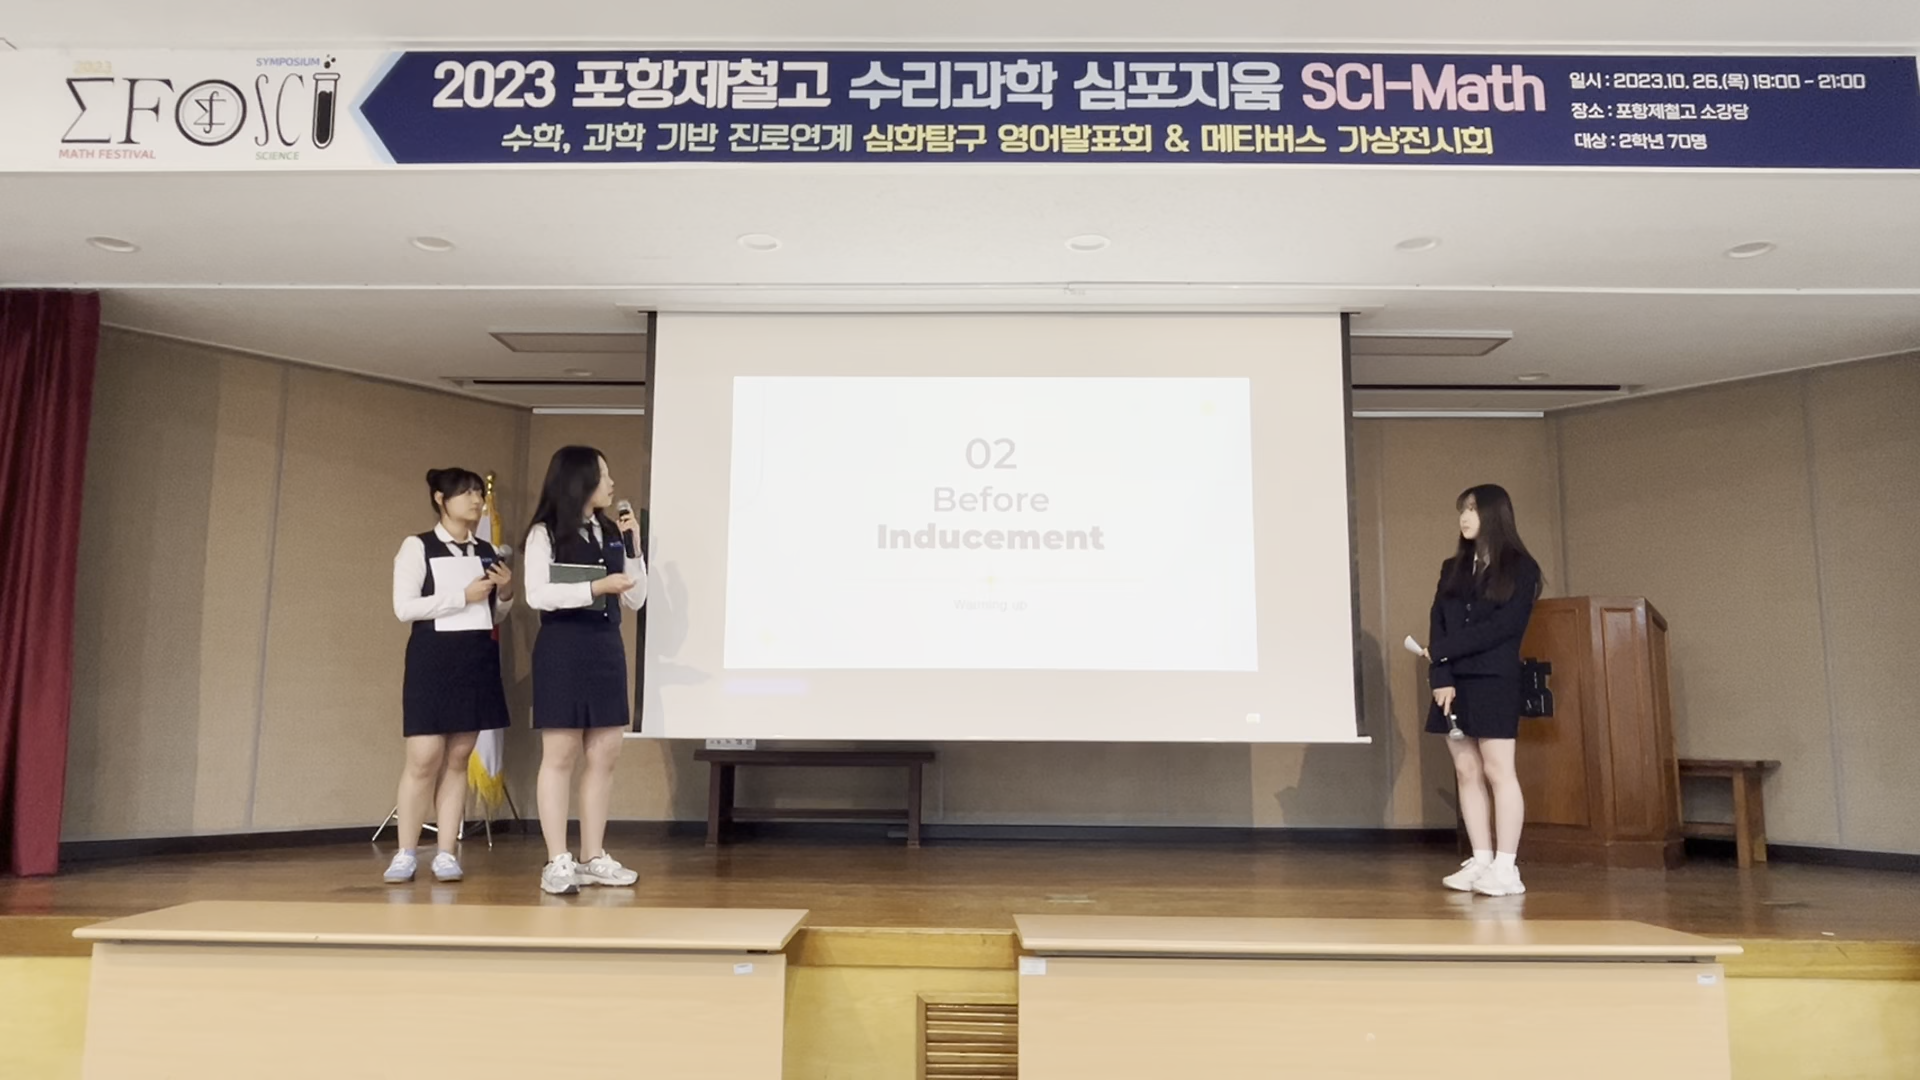 2023
SYMPOSIUM
ΣF SCI
MATH FESTIVAL
SCIENCE
2023 포항제철고 수리과학 심포지움 SCI-Math
수학, 과학 기반 진로연계 심화탐구 영어발표회 & 메타버스 가상전시회
일시 : 2023.10. 26.(목) 19:00 - 21:00
장소 : 포항제철고 소강당
대상 : 2학년 70명
02
Before
Inducement
Warming up